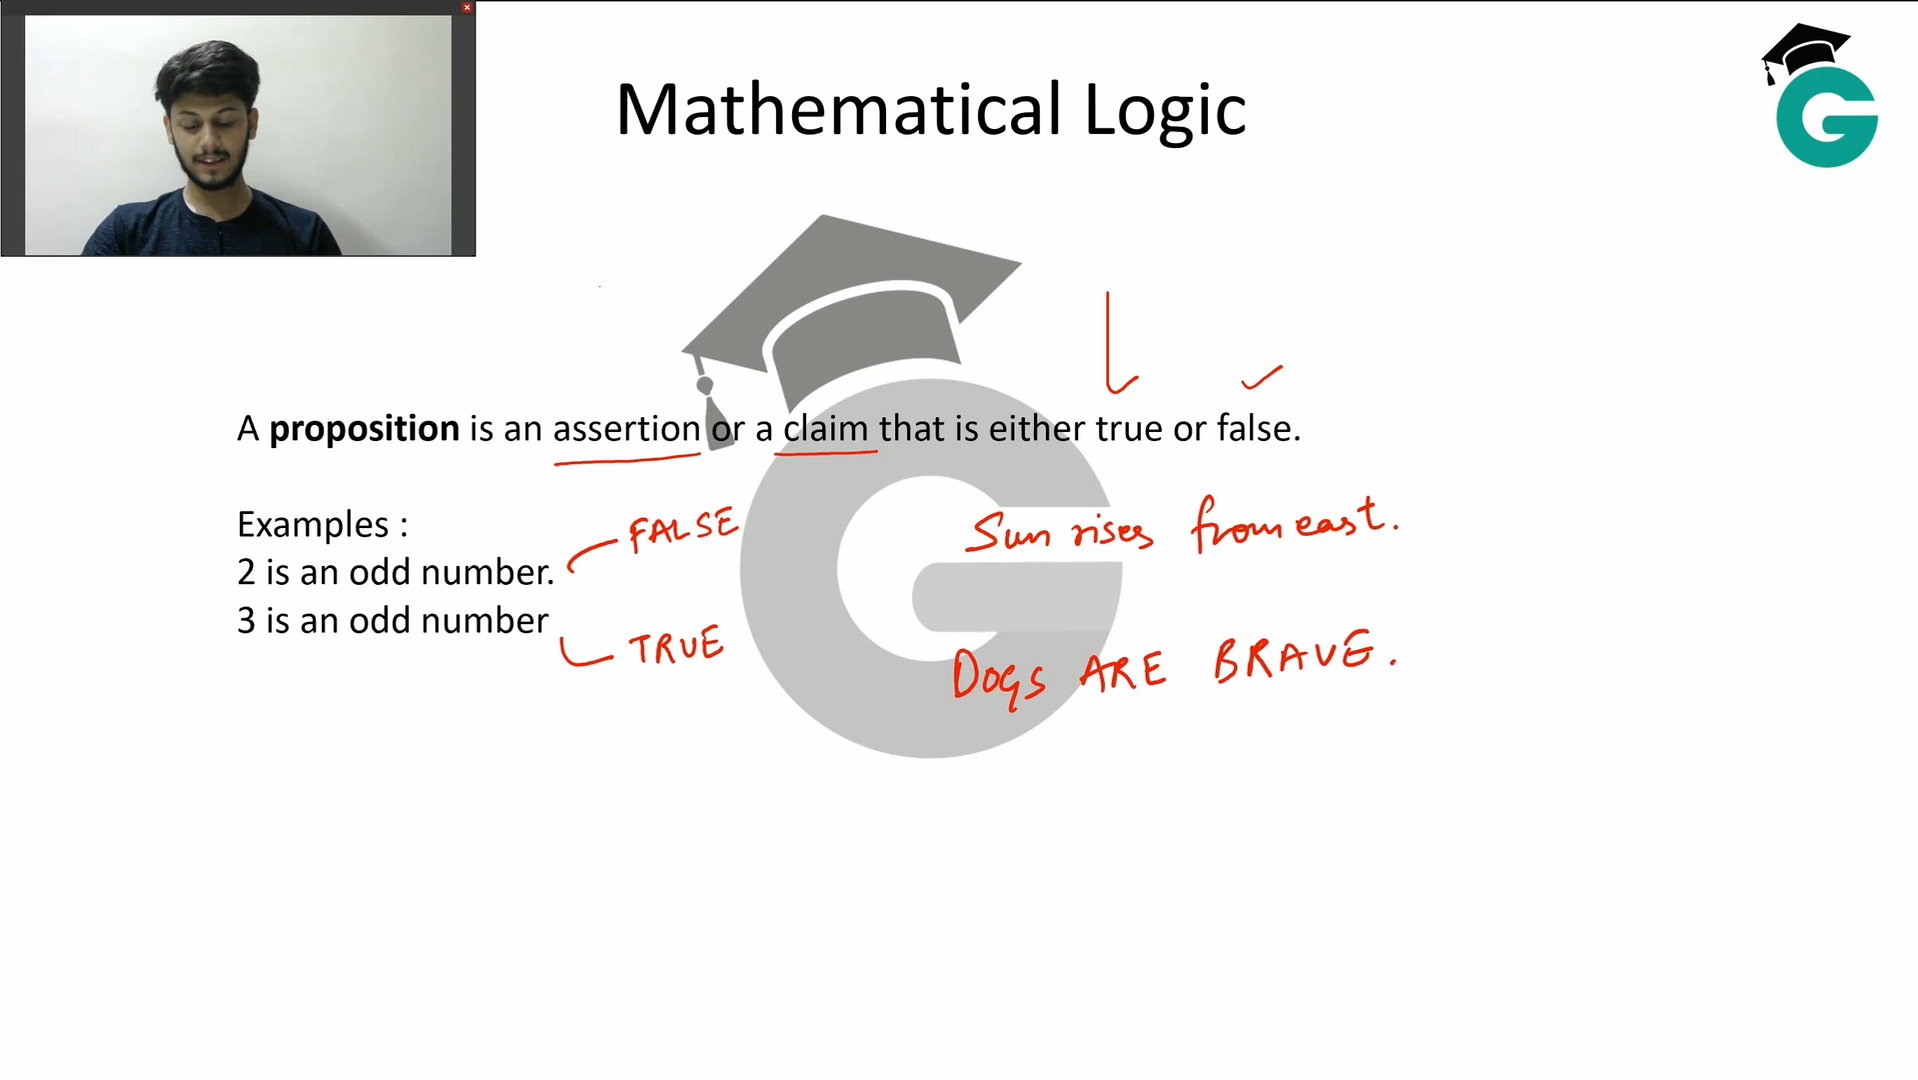 Mathematical Logic
A proposition is an assertion or a claim that is either true or false.
Examples :
FALSE
2 is an odd number.
3 is an odd number
TRUE
Sun rises from east.
DOGS ARE BRAVE.